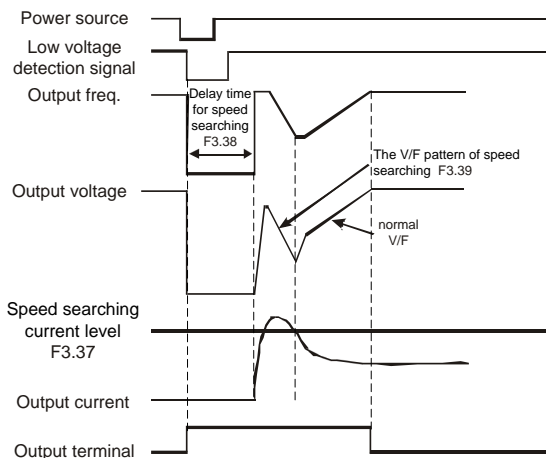 Power source
Low voltage
detection signal
Output freq.
Delay time
for speed
searching
F3.38
The V/F pattern of speed
searching F3.39
Output voltage
normal
V/F
Speed searching
current level
F3.37
Output current
Output terminal